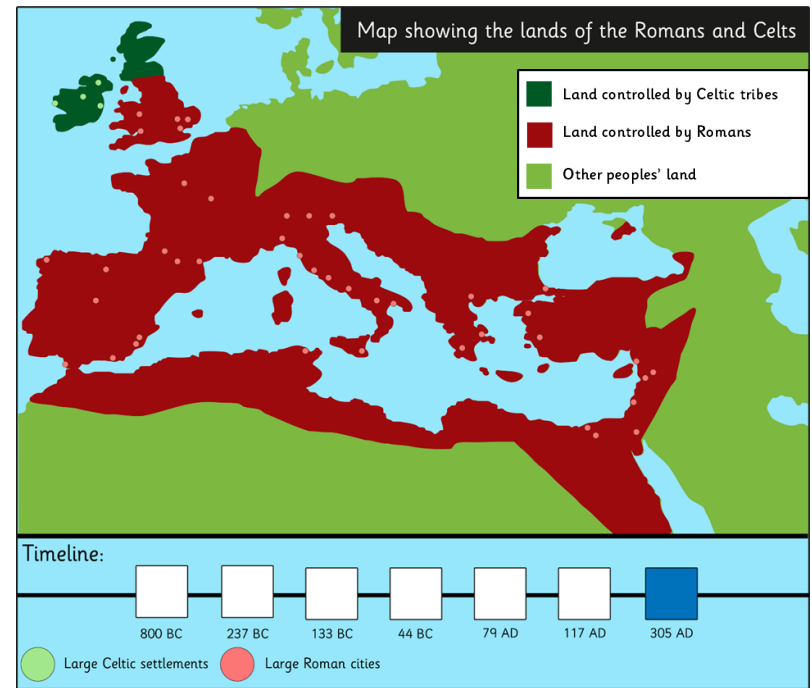 Map showing the lands of the Romans and Celts
Land controlled by Celtic tribes
Land controlled by Romans
Other peoples' land
Timeline:
800 BC
237 BC
133 BC
44 BC
79 AD
117 AD
305 AD
Large Celtic settlements
Large Roman cities